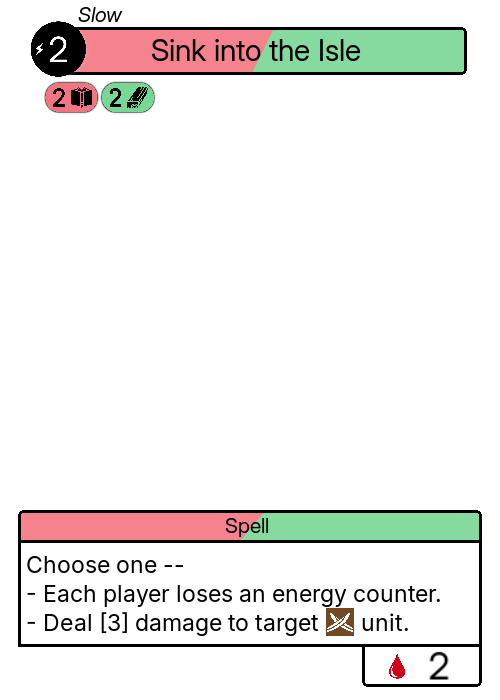 Slow
2 Sink into the Isle
2 2
Spell
Choose one --
- Each player loses an energy counter.
- Deal [3] damage to target unit.
2